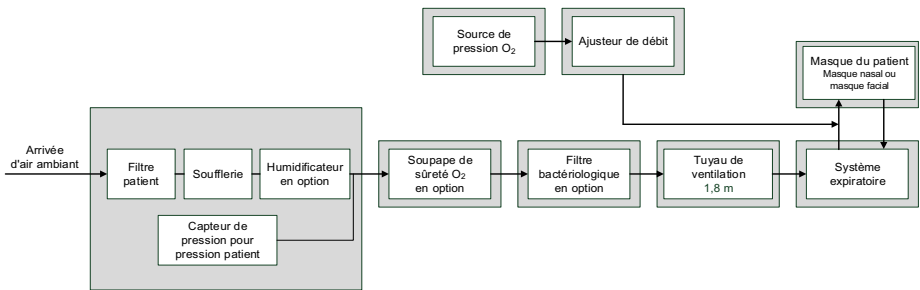 Source de
pression O₂
Ajusteur de débit
Masque du patient
Masque nasal ou
masque facial
Arrivée
d'air ambiant
Filtre
patient
Soufflerie
Humidificateur
en option
Soupape de
sûreté O₂
en option
Filtre
bactériologique
en option
Tuyau de
ventilation
1,8 m
Système
expiratoire
Capteur de
pression pour
pression patient